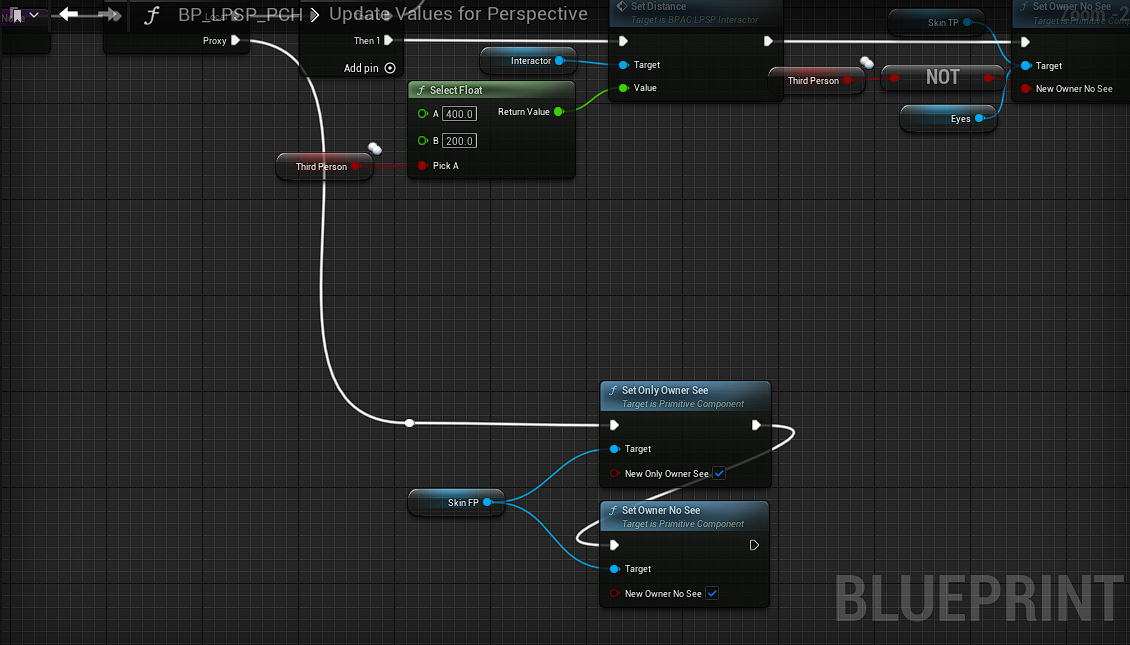 BP_LPSP_PCH
Update Values for Perspective
Zoom -2
Local
Proxy
Then 1
Add pin
Interactor
Set Distance
Target is BPAC LPSP Interactor
Target
Value
Skin TP
Set Owner No See
Target is Primitive Component
Target
New Owner No See
Third Person
NOT
Eyes
Select Float
A 400.0
Return Value
B 200.0
Pick A
Third Person
Set Only Owner See
Target is Primitive Component
Target
New Only Owner See
Skin FP
Set Owner No See
Target is Primitive Component
Target
New Owner No See
BLUEPRINT